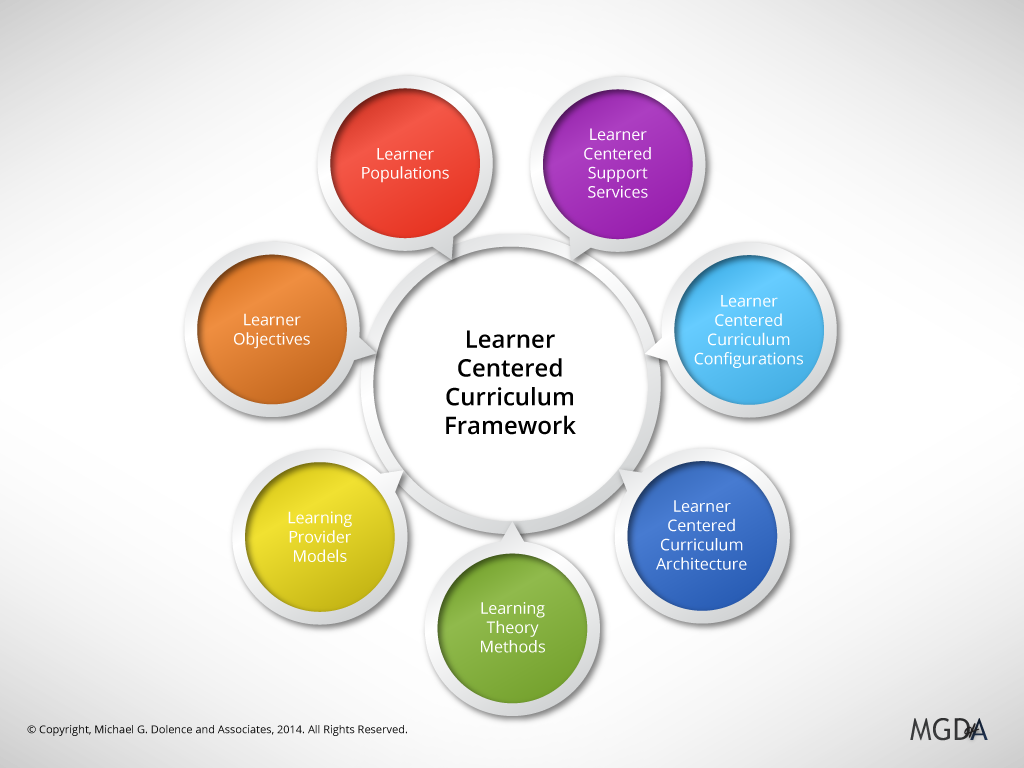 Learner
Populations
Learner
Centered
Support
Services
Learner
Objectives
Learner
Centered
Curriculum
Configurations
Learner
Centered
Curriculum
Framework
Learning
Provider
Models
Learner
Centered
Curriculum
Architecture
Learning
Theory
Methods
© Copyright, Michael G. Dolence and Associates, 2014. All Rights Reserved.
MGD&A